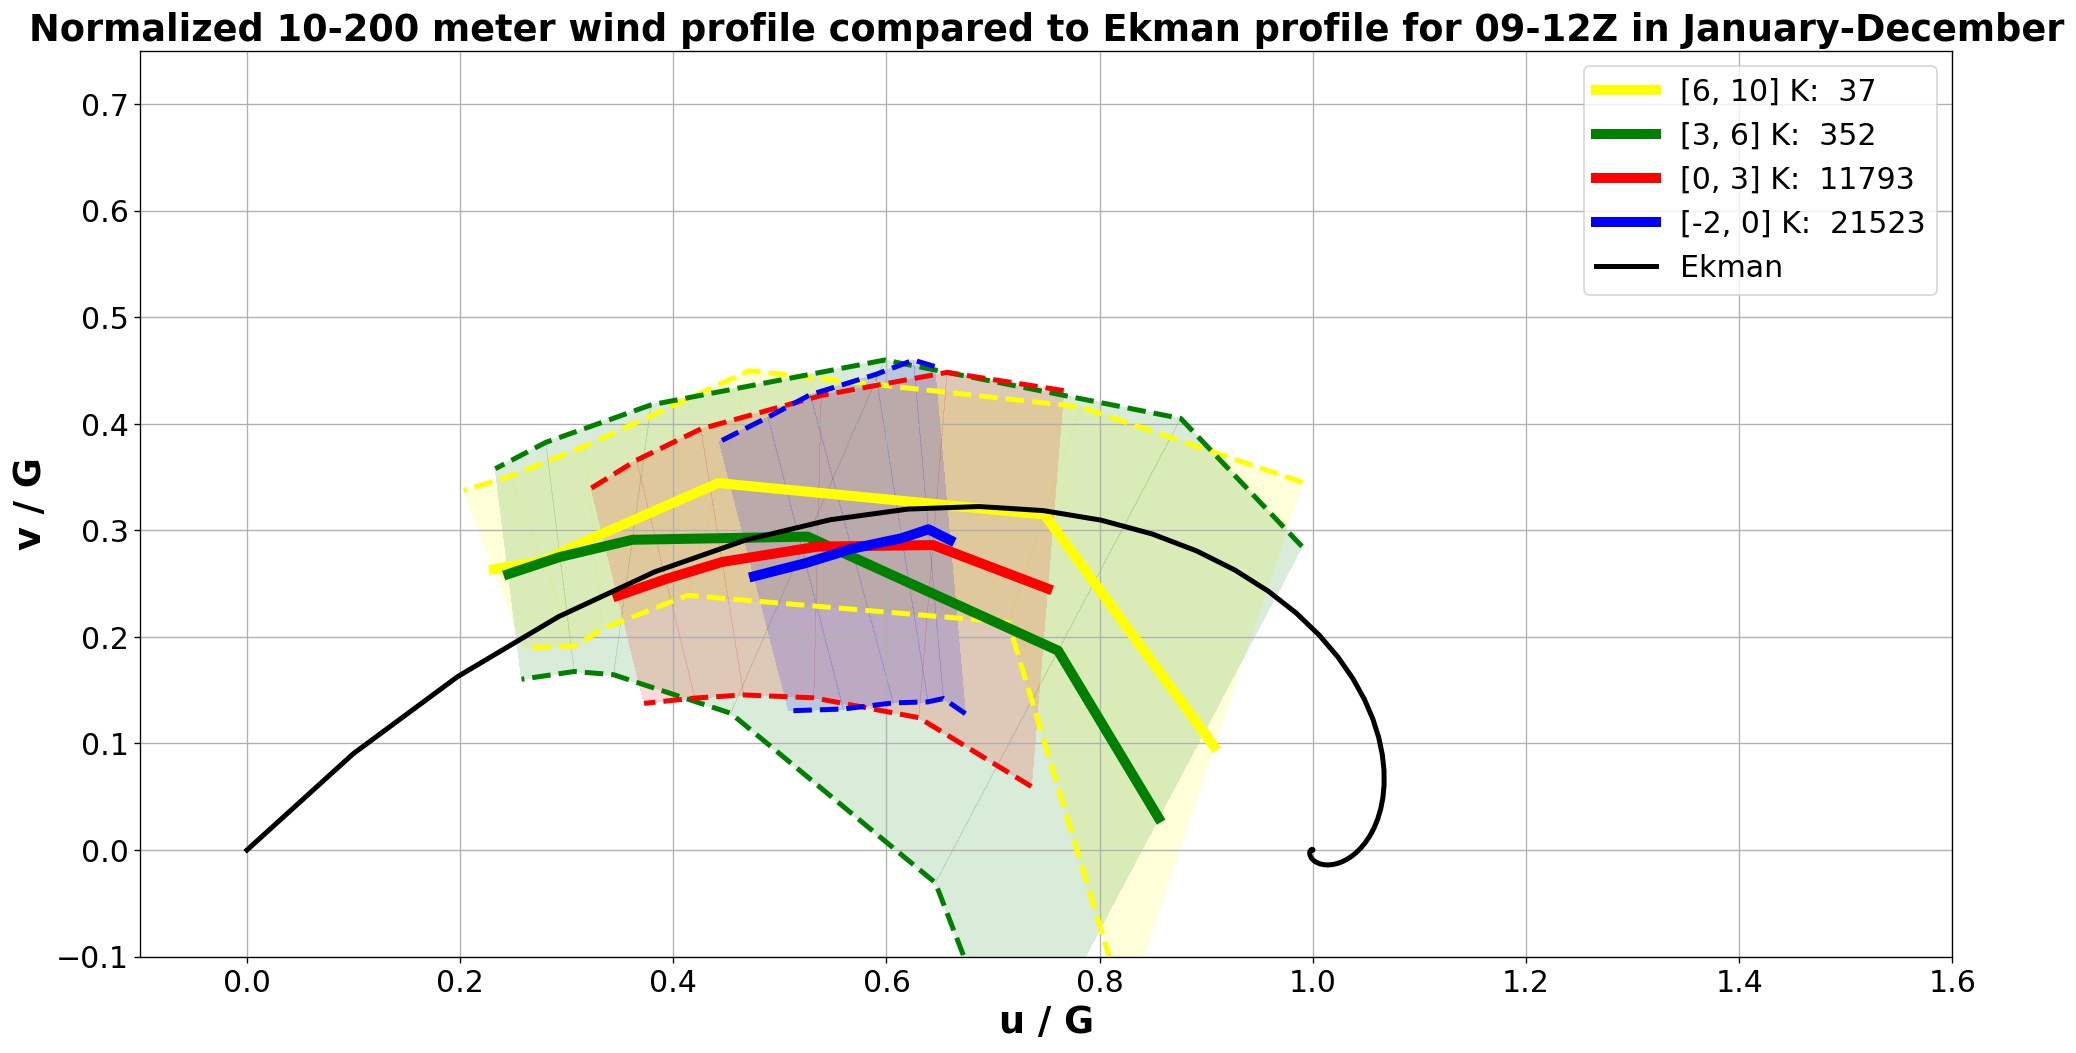 Normalized 10-200 meter wind profile compared to Ekman profile for 09-12Z in January-December
[6, 10] K:  37
[3, 6] K:  352
[0, 3] K:  11793
[-2, 0] K:  21523
Ekman
0.7
0.6
0.5
0.4
0.3
0.2
0.1
0.0
−0.1
v / G
0.0 0.2 0.4 0.6 0.8 1.0 1.2 1.4 1.6
u / G